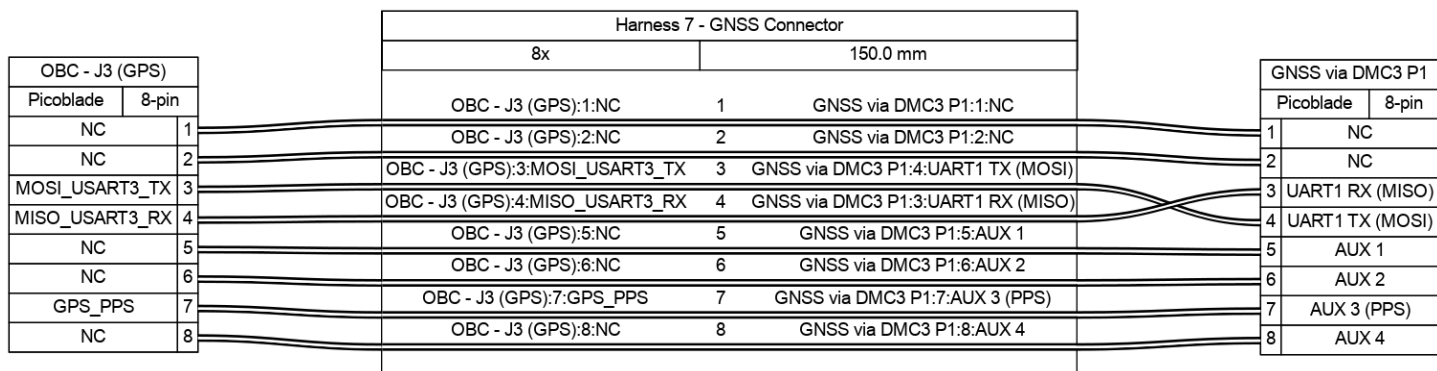 Harness 7 - GNSS Connector
8x 150.0 mm
OBC - J3 (GPS)
Picoblade 8-pin
NC 1
NC 2
MOSI_USART3_TX 3
MISO_USART3_RX 4
NC 5
NC 6
GPS_PPS 7
NC 8
OBC - J3 (GPS):1:NC 1 GNSS via DMC3 P1:1:NC
OBC - J3 (GPS):2:NC 2 GNSS via DMC3 P1:2:NC
OBC - J3 (GPS):3:MOSI_USART3_TX 3 GNSS via DMC3 P1:4:UART1 TX (MOSI)
OBC - J3 (GPS):4:MISO_USART3_RX 4 GNSS via DMC3 P1:3:UART1 RX (MISO)
OBC - J3 (GPS):5:NC 5 GNSS via DMC3 P1:5:AUX 1
OBC - J3 (GPS):6:NC 6 GNSS via DMC3 P1:6:AUX 2
OBC - J3 (GPS):7:GPS_PPS 7 GNSS via DMC3 P1:7:AUX 3 (PPS)
OBC - J3 (GPS):8:NC 8 GNSS via DMC3 P1:8:AUX 4
GNSS via DMC3 P1
Picoblade 8-pin
1 NC
2 NC
3 UART1 RX (MISO)
4 UART1 TX (MOSI)
5 AUX 1
6 AUX 2
7 AUX 3 (PPS)
8 AUX 4